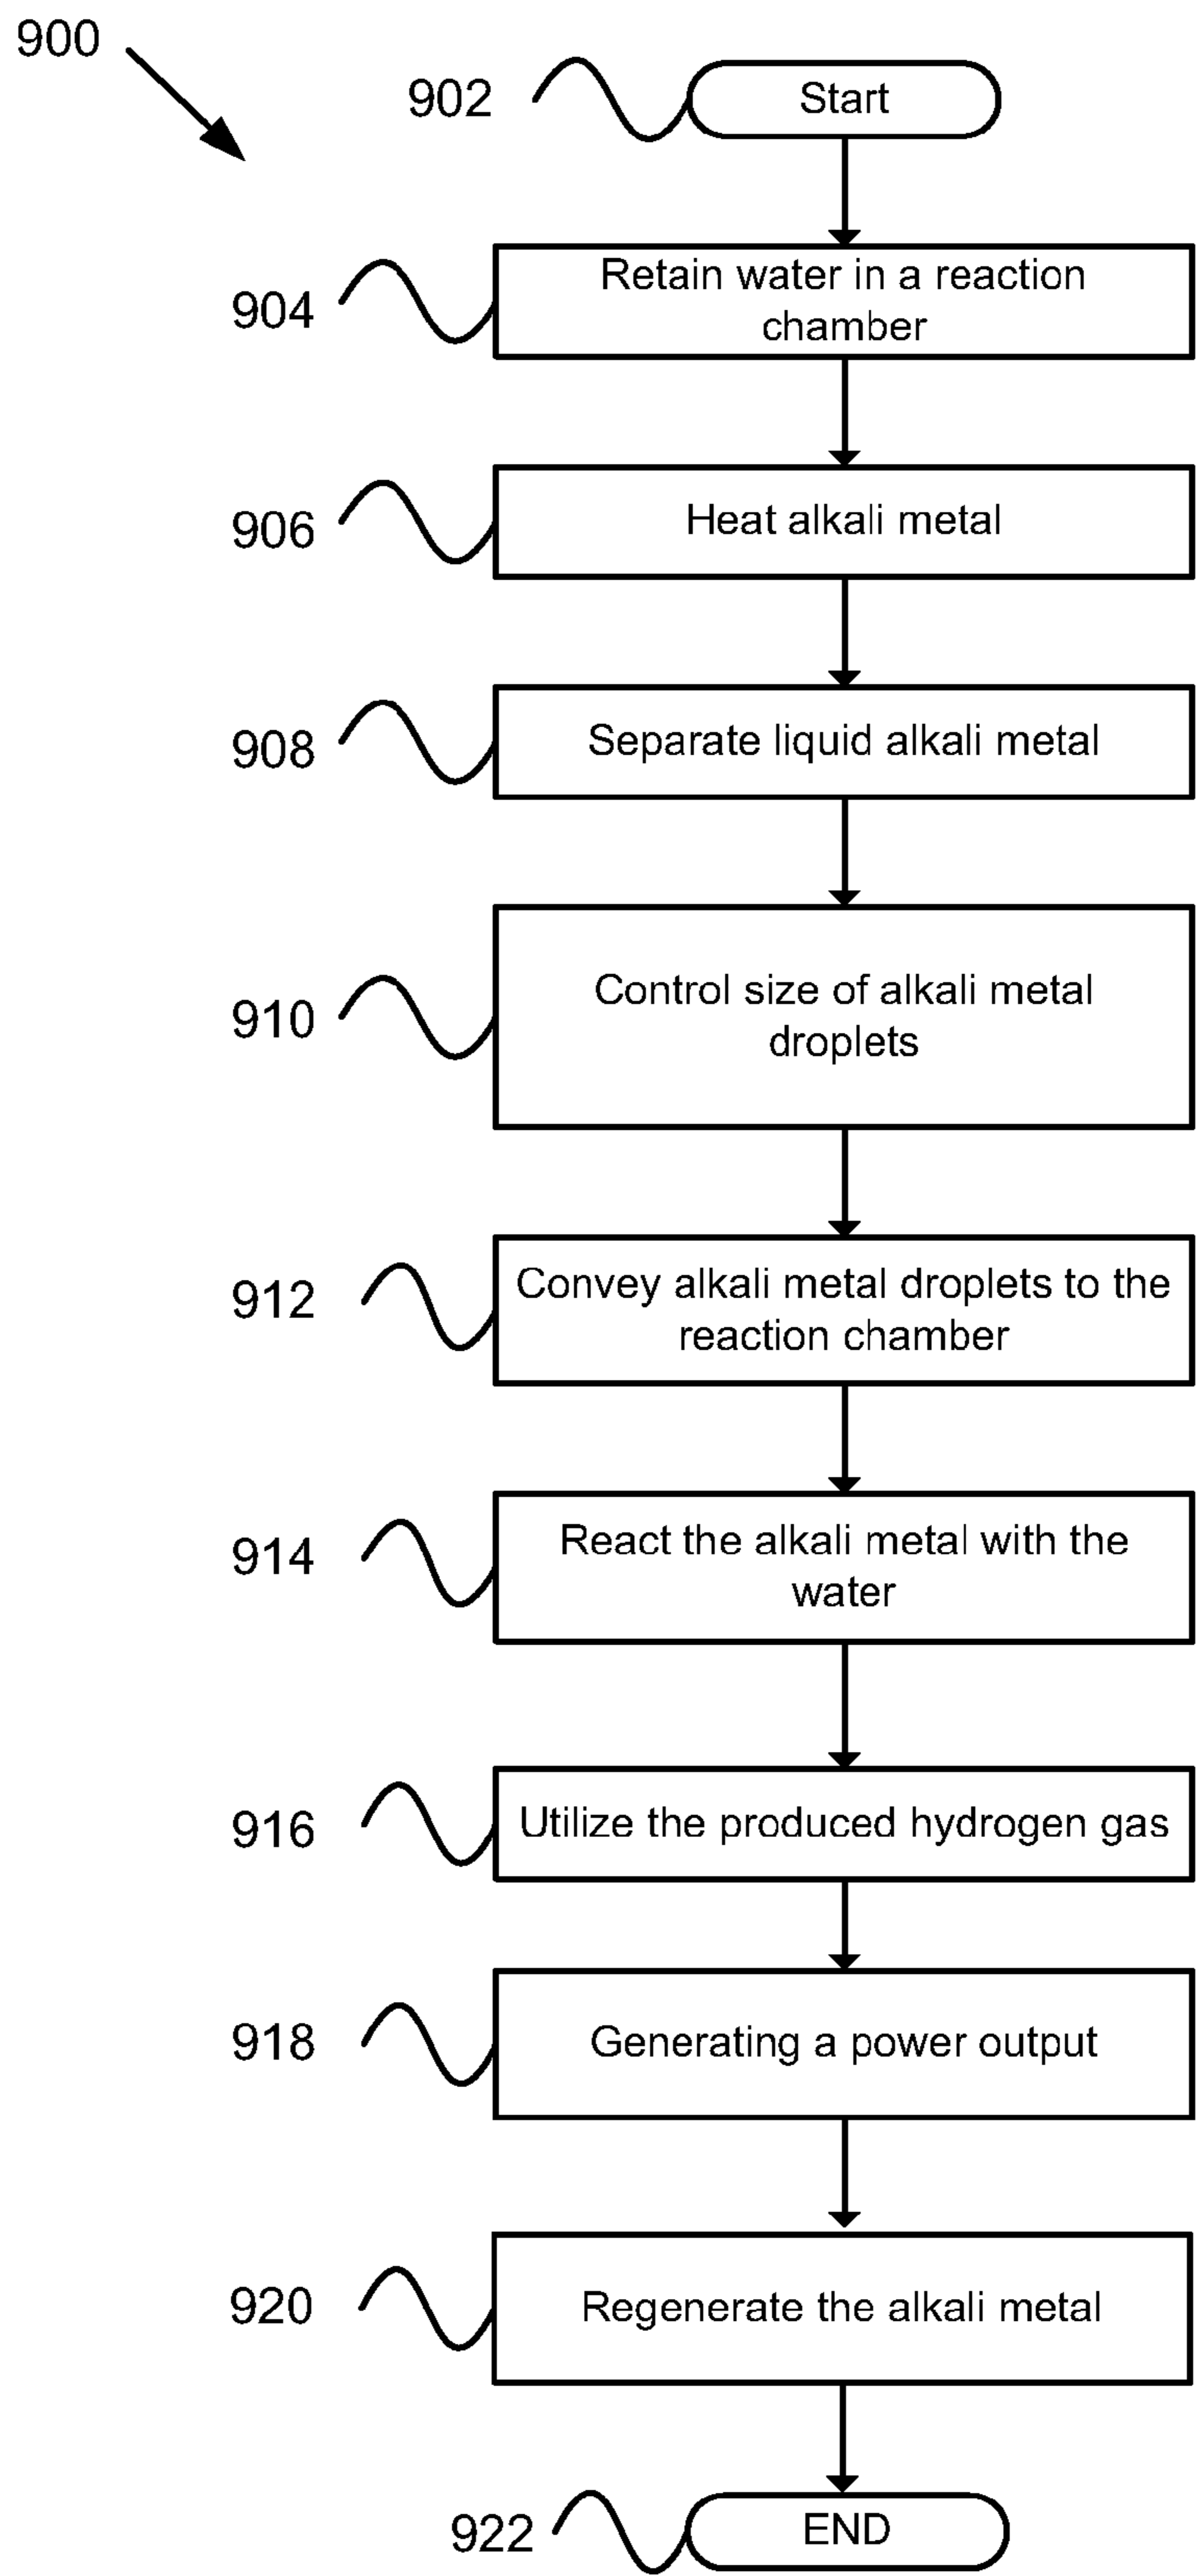 900
902
Start
904
Retain water in a reaction
chamber
906
Heat alkali metal
908
Separate liquid alkali metal
910
Control size of alkali metal
droplets
912
Convey alkali metal droplets to the
reaction chamber
914
React the alkali metal with the
water
916
Utilize the produced hydrogen gas
918
Generating a power output
920
Regenerate the alkali metal
922
END